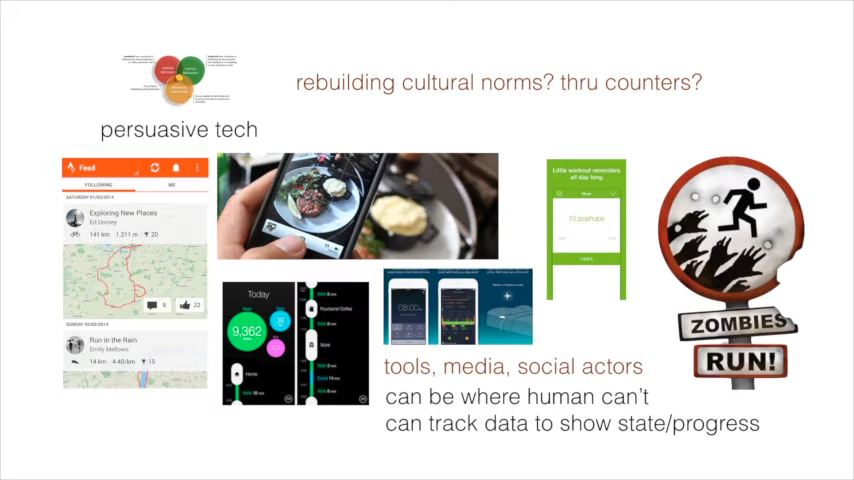 rebuilding cultural norms? thru counters?
persuasive tech
Feed
FOLLOWING
ME
SATURDAY 01/03/2014
Exploring New Places
Ed Dorsey
141 km 1,211 m 20
9 22
SUNDAY 02/03/2014
Run in the Rain
Emily Mellows
14 km 4:40/km 15
Today
9,362
39
Home
Work
08:00
Little workout reminders
all day long
10 pushups
ZOMBIES,
RUN!
tools, media, social actors
can be where human can't
can track data to show state/progress